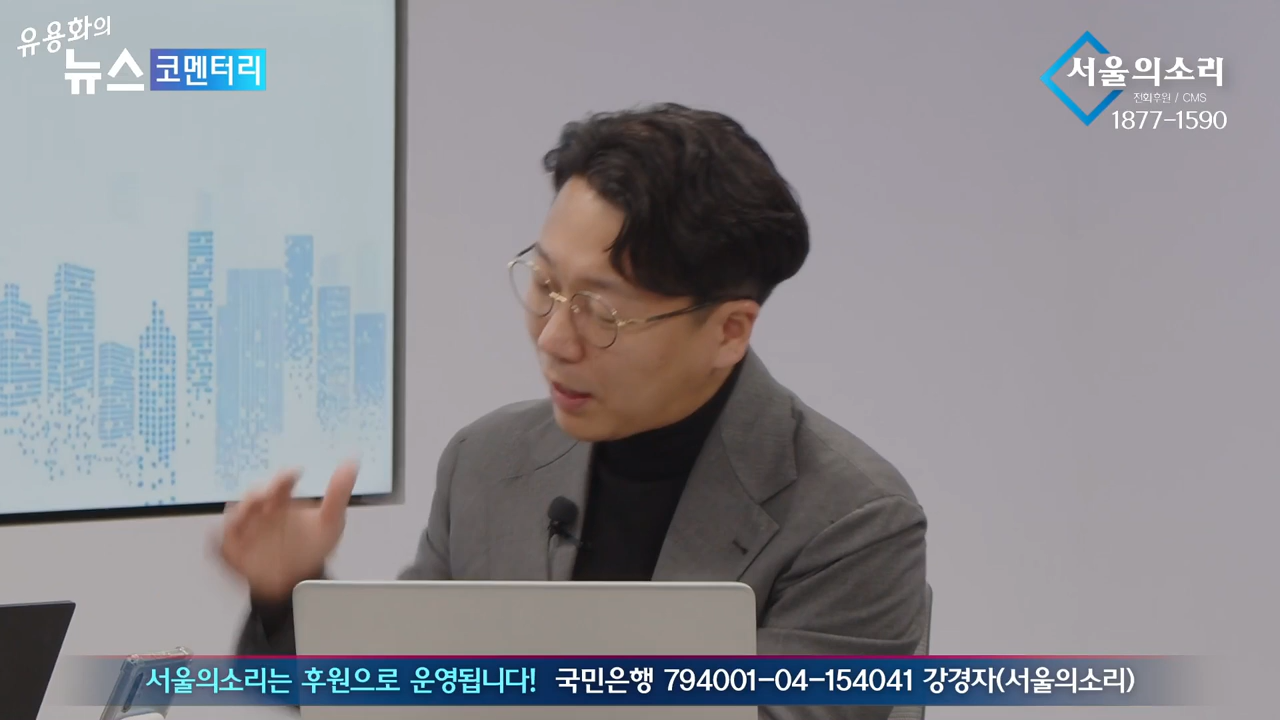 유용화의
뉴스 코멘터리
서울의소리
전화후원 / CMS
1877-1590
서울의소리는 후원으로 운영됩니다! 국민은행 794001-04-154041 강경자(서울의소리)